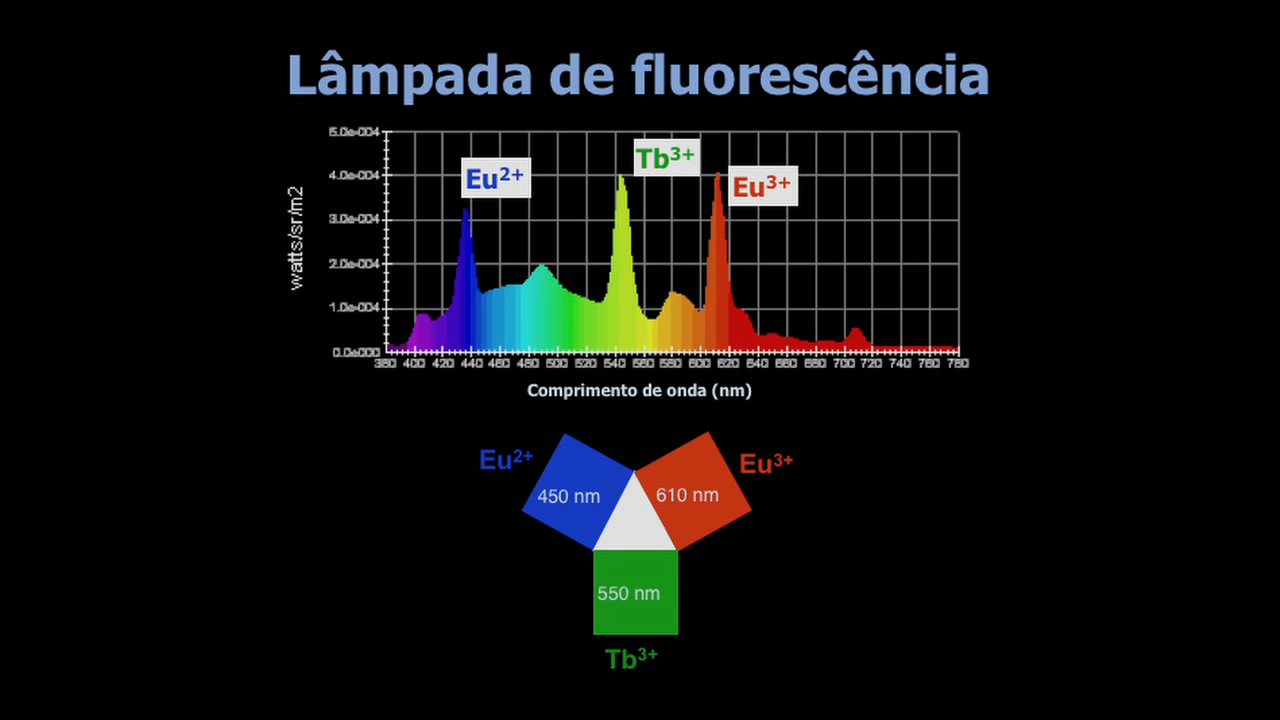 Lâmpada de fluorescência
5.0e-004
4.0e-004
3.0e-004
2.0e-004
1.0e-004
0.0e000
watts/sr/m2
Eu2+
Tb3+
Eu3+
380 400 420 440 460 480 500 520 540 560 580 600 620 640 660 680 700 720 740 760 780
Comprimento de onda (nm)
Eu2+
450 nm
610 nm
Eu3+
550 nm
Tb3+